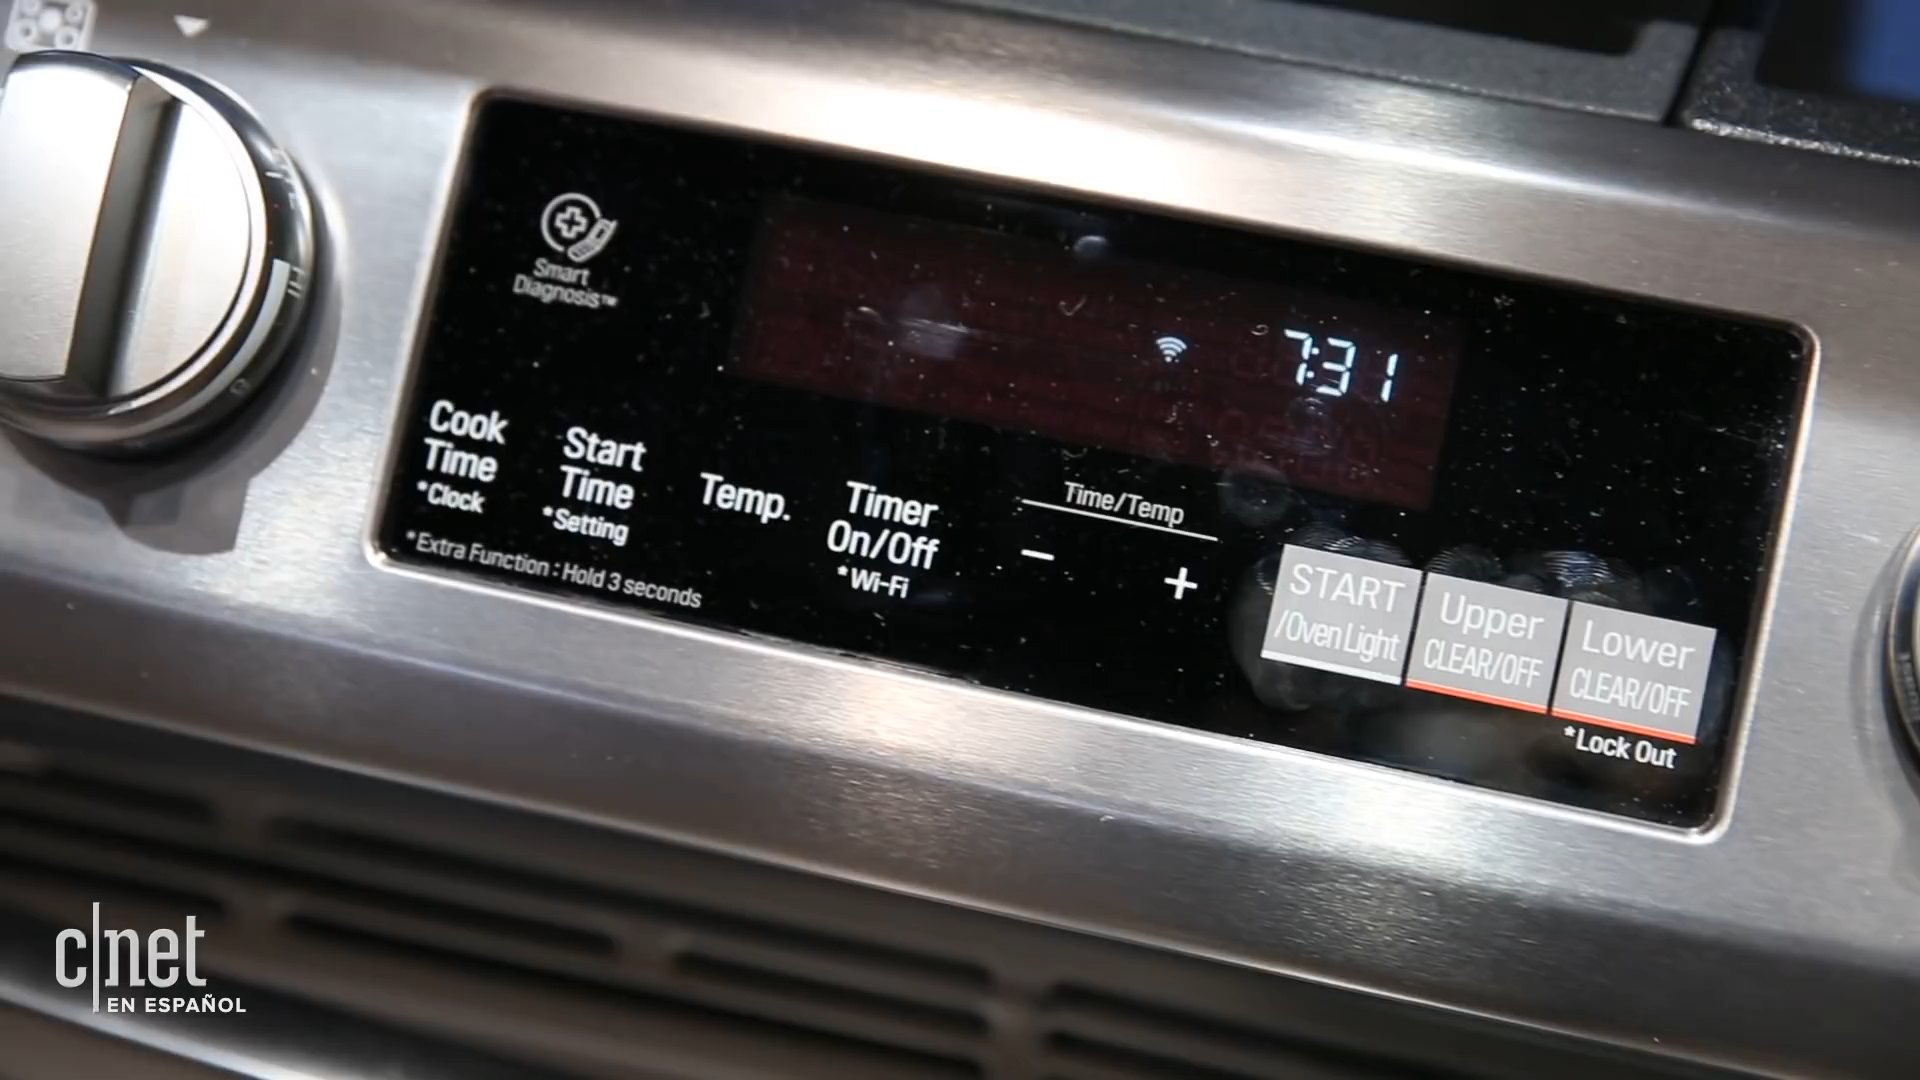 Smart
Diagnosis™
7:31
Cook
Time
*Clock
Start
Time
*Setting
Temp.
Timer
On/Off
*Wi-Fi
Time/Temp
- +
*Extra Function : Hold 3 seconds
START
/Oven Light
Upper
CLEAR/OFF
Lower
CLEAR/OFF
*Lock Out
c|net
EN ESPAÑOL